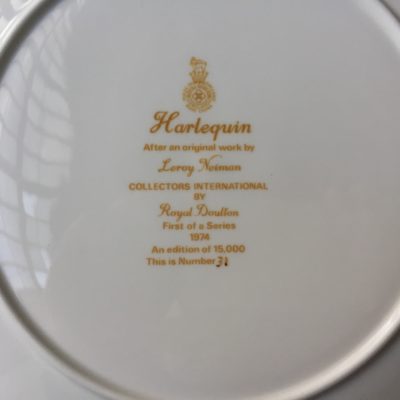 Harlequin
After an original work by
Leroy Neiman
COLLECTORS INTERNATIONAL
BY
Royal Doulton
First of a Series
1974
An edition of 15,000
This is Number 31